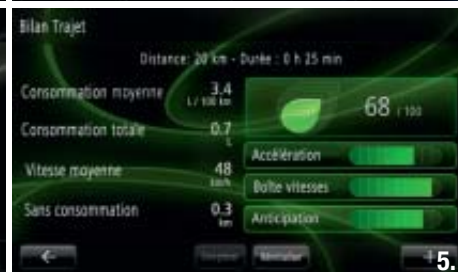 Bilan Trajet
Distance: 20 km - Durée : 0 h 25 min
Consommation moyenne 3.4 L / 100 km
Consommation totale 0.7 L
Vitesse moyenne 48 km/h
Sans consommation 0.3 km
68 / 100
Accélération
Boîte vitesses
Anticipation
5.